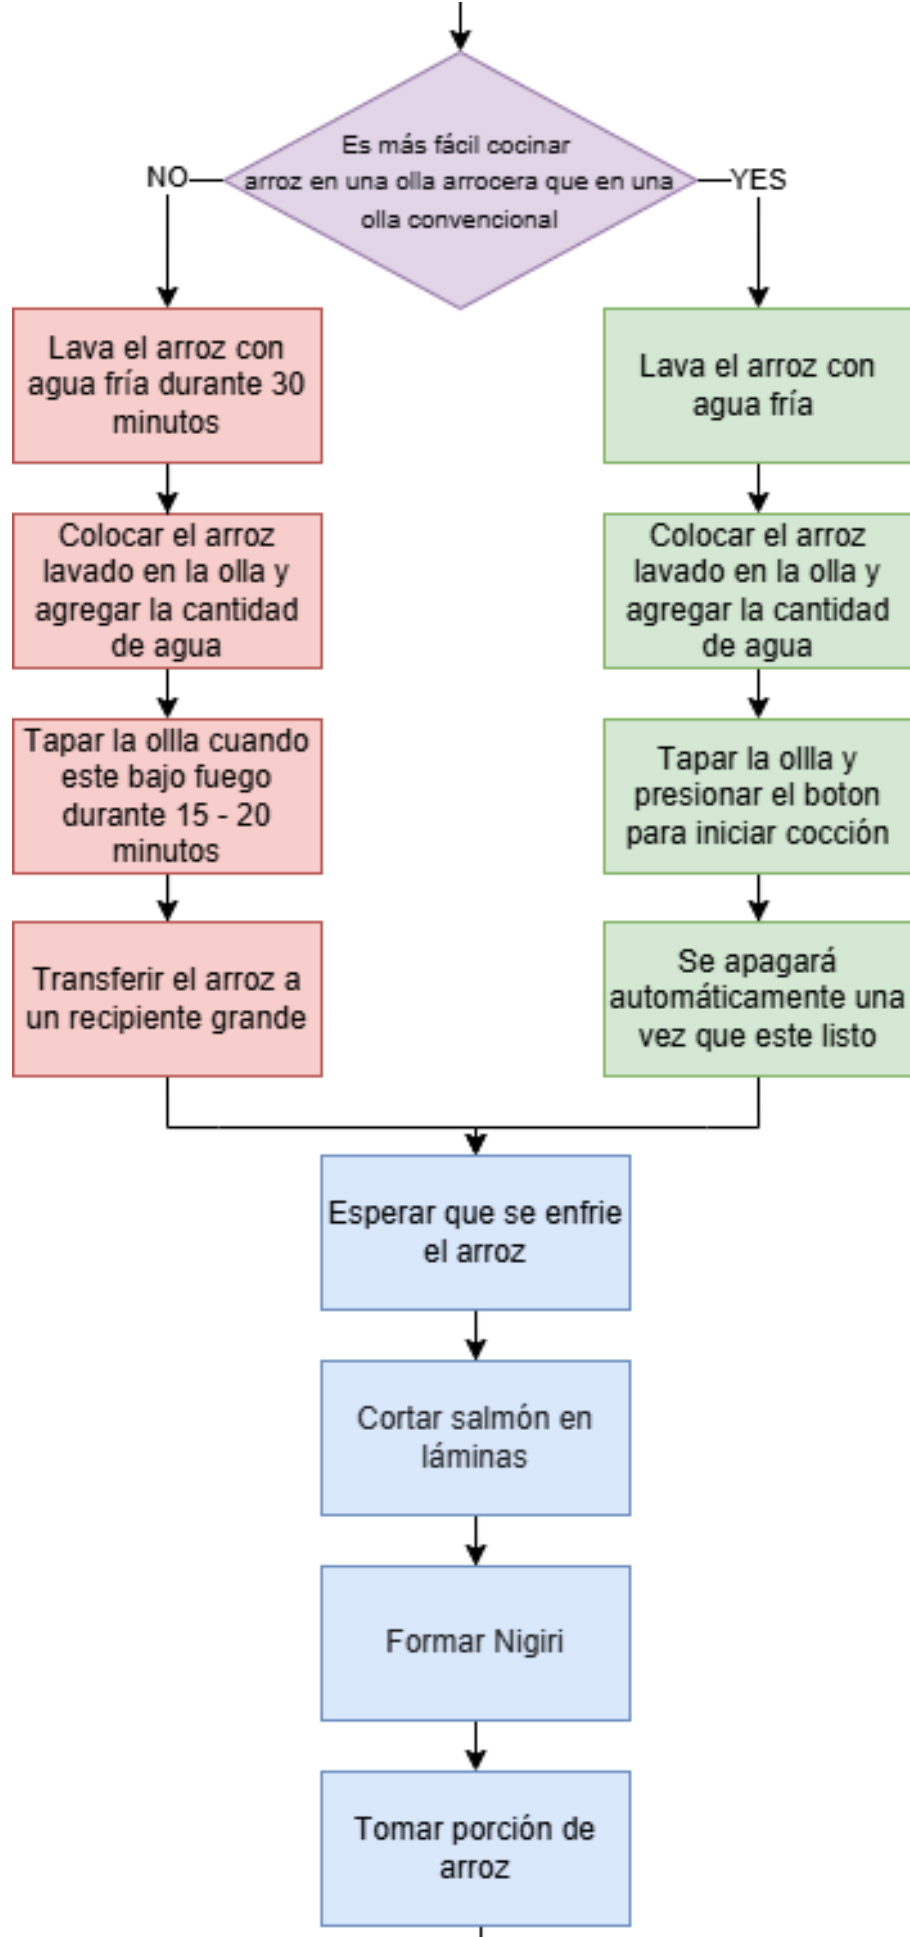 Es más fácil cocinar
arroz en una olla arrocera que en una
olla convencional
NO
YES
Lava el arroz con
agua fría durante 30
minutos
Colocar el arroz
lavado en la olla y
agregar la cantidad
de agua
Tapar la ollla cuando
este bajo fuego
durante 15 - 20
minutos
Transferir el arroz a
un recipiente grande
Lava el arroz con
agua fría
Colocar el arroz
lavado en la olla y
agregar la cantidad
de agua
Tapar la ollla y
presionar el boton
para iniciar cocción
Se apagará
automáticamente una
vez que este listo
Esperar que se enfrie
el arroz
Cortar salmón en
láminas
Formar Nigiri
Tomar porción de
arroz